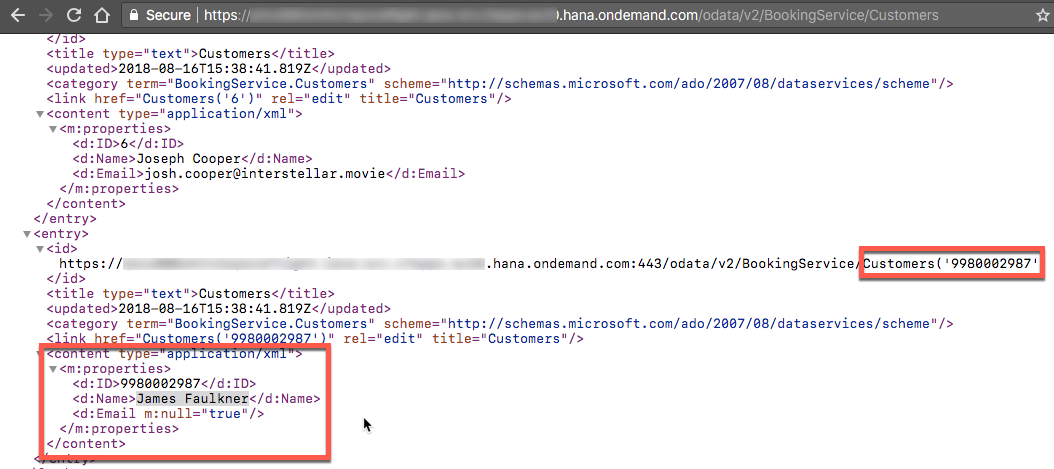 Secure https:// .hana.ondemand.com/odata/v2/BookingService/Customers
</id>
<title type="text">Customers</title>
<updated>2018-08-16T15:38:41.819Z</updated>
<category term="BookingService.Customers" scheme="http://schemas.microsoft.com/ado/2007/08/dataservices/scheme"/>
<link href="Customers('6')" rel="edit" title="Customers"/>
<content type="application/xml">
<m:properties>
<d:ID>6</d:ID>
<d:Name>Joseph Cooper</d:Name>
<d:Email>josh.cooper@interstellar.movie</d:Email>
</m:properties>
</content>
</entry>
<entry>
<id>
https:// .hana.ondemand.com:443/odata/v2/BookingService/Customers('9980002987'
</id>
<title type="text">Customers</title>
<updated>2018-08-16T15:38:41.819Z</updated>
<category term="BookingService.Customers" scheme="http://schemas.microsoft.com/ado/2007/08/dataservices/scheme"/>
<link href="Customers('9980002987')" rel="edit" title="Customers"/>
<content type="application/xml">
<m:properties>
<d:ID>9980002987</d:ID>
<d:Name>James Faulkner</d:Name>
<d:Email m:null="true"/>
</m:properties>
</content>
</entry>